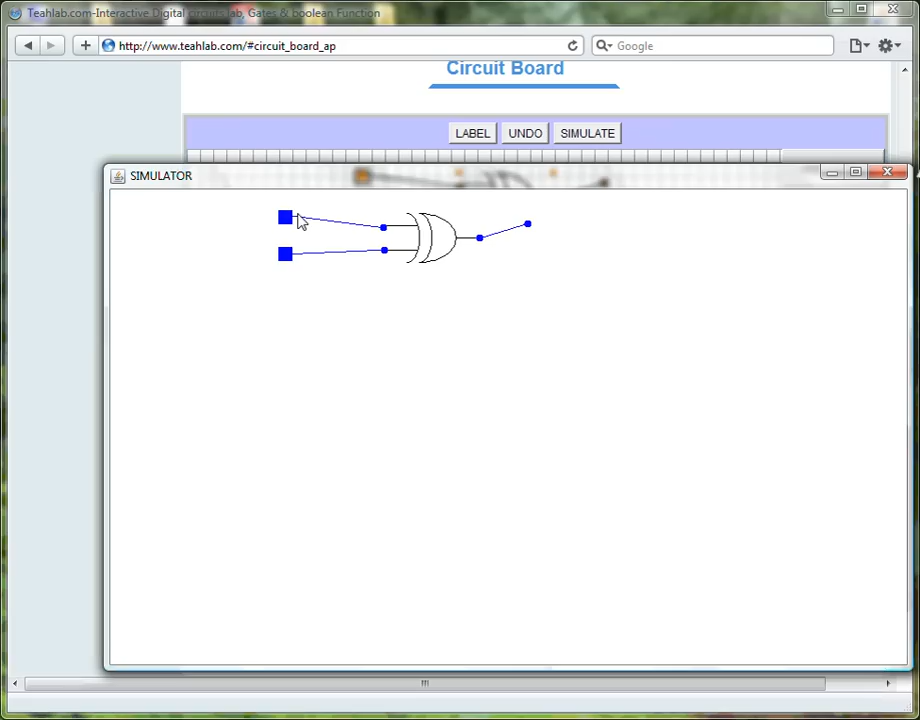 Teahlab.com-Interactive Digital circuits lab, Gates & boolean Function
http://www.teahlab.com/#circuit_board_ap
Google
Circuit Board
LABEL UNDO SIMULATE
SIMULATOR